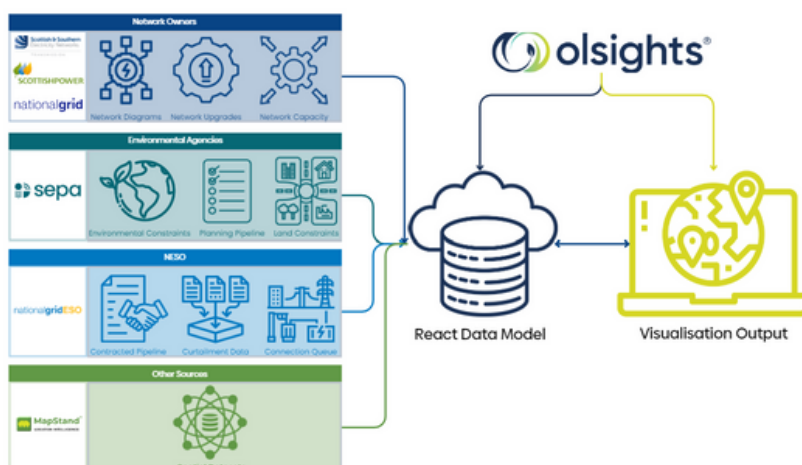 Network Owners
Scottish & Southern
Electricity Networks
SCOTTISHPOWER
nationalgrid
Network Diagrams
Network Upgrades
Network Capacity
Environmental Agencies
sepa
Environmental Constraints
Planning Pipeline
Land Constraints
NESO
nationalgridESO
Contracted Pipeline
Curtailment Data
Connection Queue
Other Sources
MapStand
olsights®
React Data Model
Visualisation Output